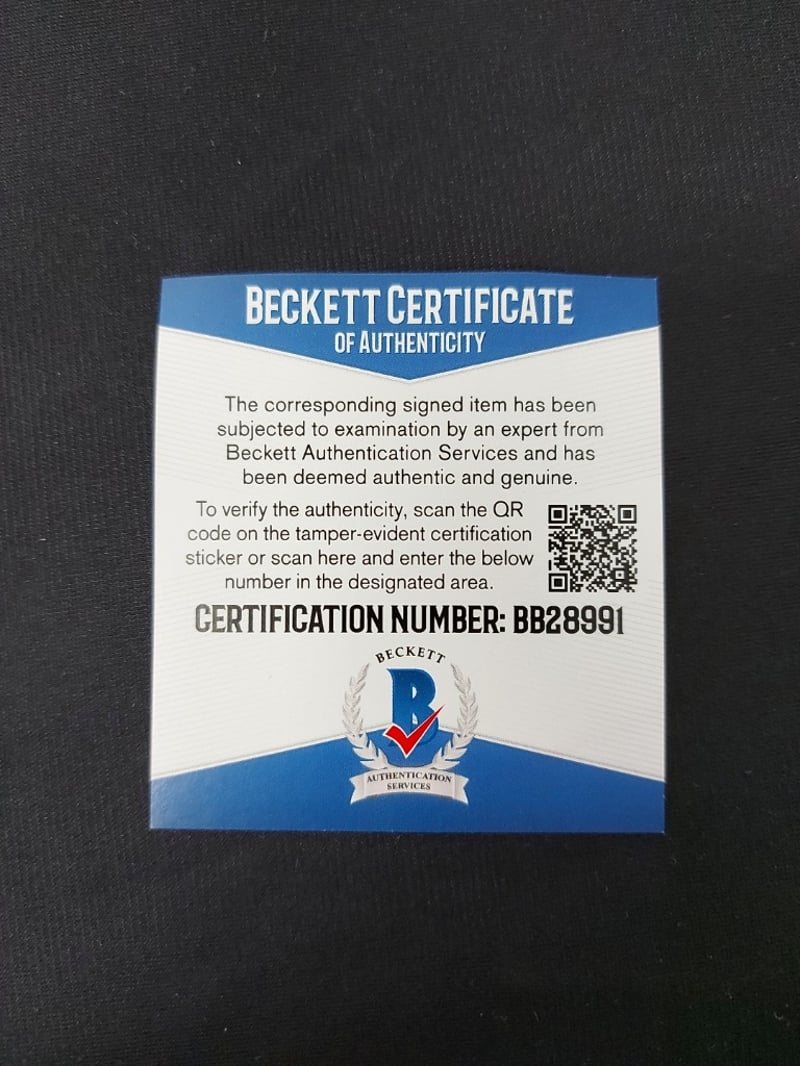 BECKETT CERTIFICATE
OF AUTHENTICITY
The corresponding signed item has been
subjected to examination by an expert from
Beckett Authentication Services and has
been deemed authentic and genuine.
To verify the authenticity, scan the QR
code on the tamper-evident certification
sticker or scan here and enter the below
number in the designated area.
CERTIFICATION NUMBER: BB28991
BECKETT
B
AUTHENTICATION
SERVICES